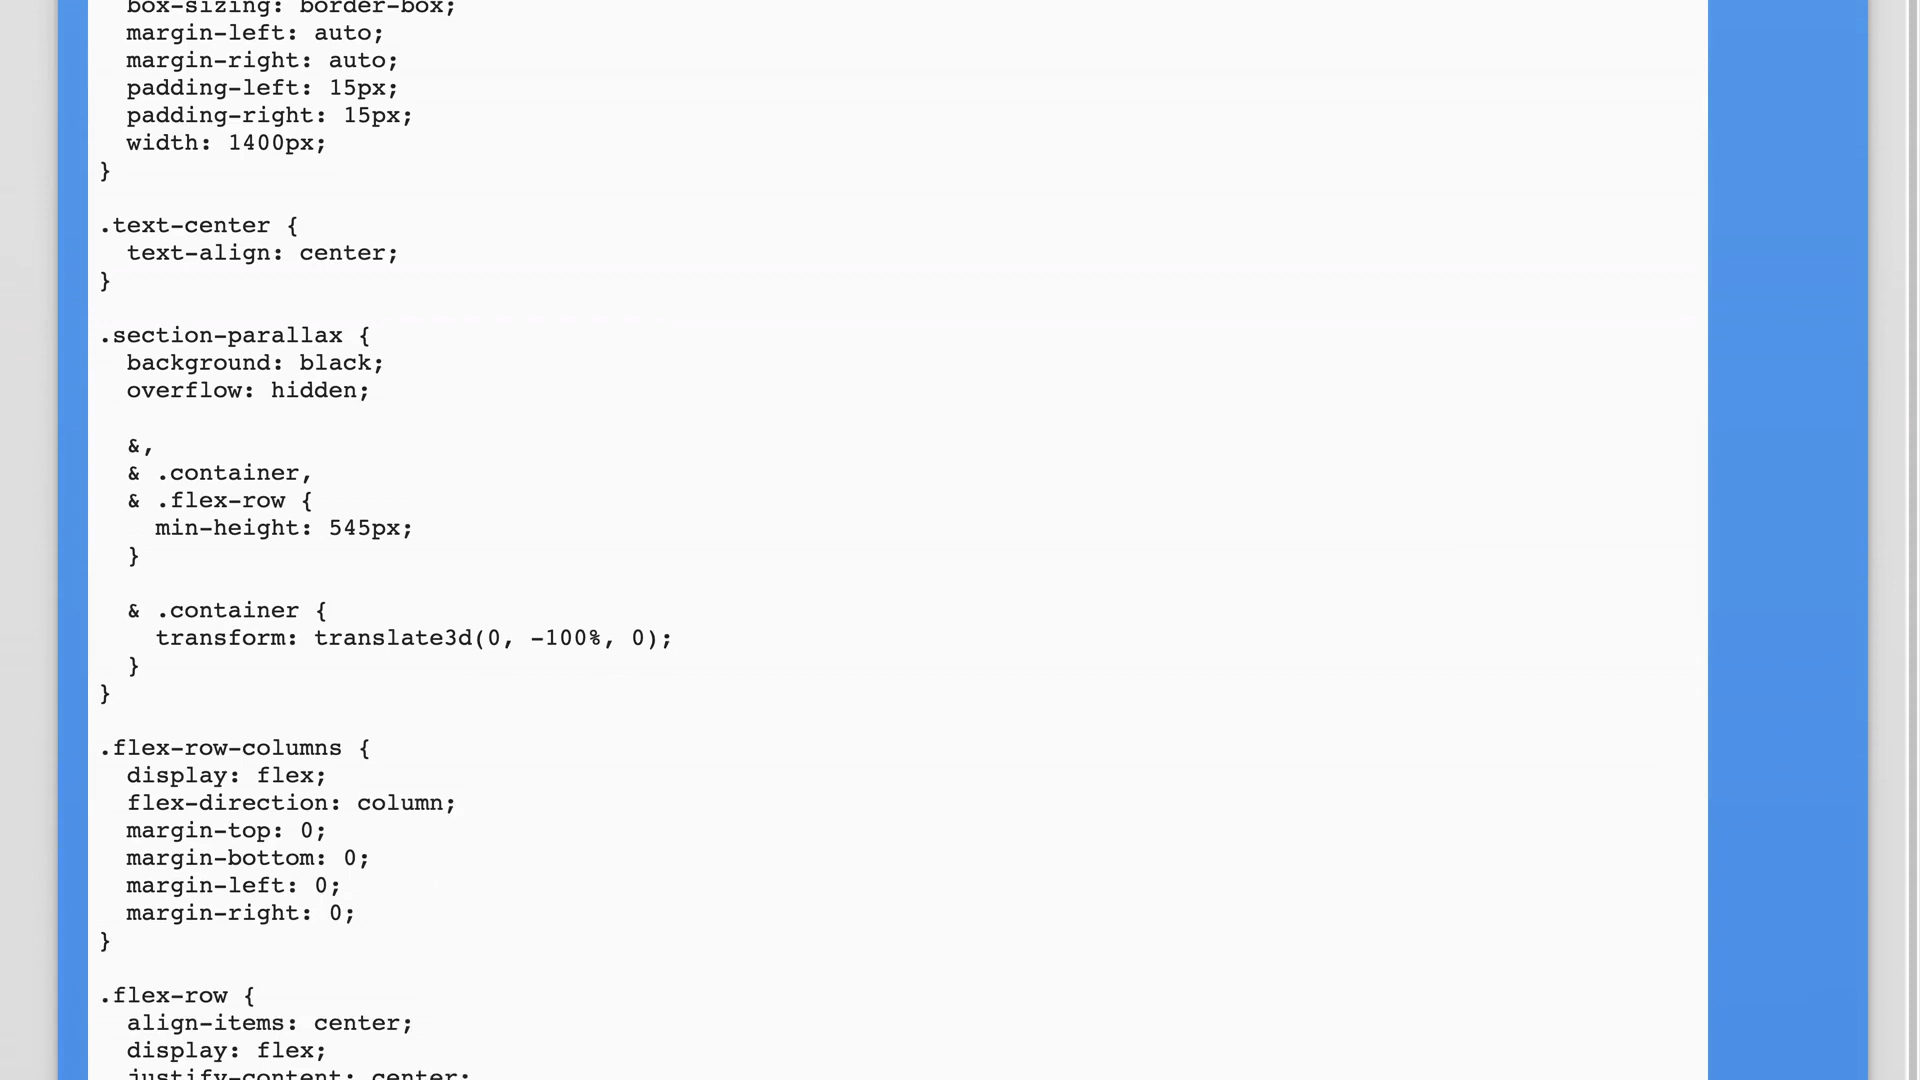 box-sizing: border-box;
margin-left: auto;
margin-right: auto;
padding-left: 15px;
padding-right: 15px;
width: 1400px;
}
.text-center {
text-align: center;
}
.section-parallax {
background: black;
overflow: hidden;
&,
& .container,
& .flex-row {
min-height: 545px;
}
& .container {
transform: translate3d(0, -100%, 0);
}
}
.flex-row-columns {
display: flex;
flex-direction: column;
margin-top: 0;
margin-bottom: 0;
margin-left: 0;
margin-right: 0;
}
.flex-row {
align-items: center;
display: flex;
justify-content: center;